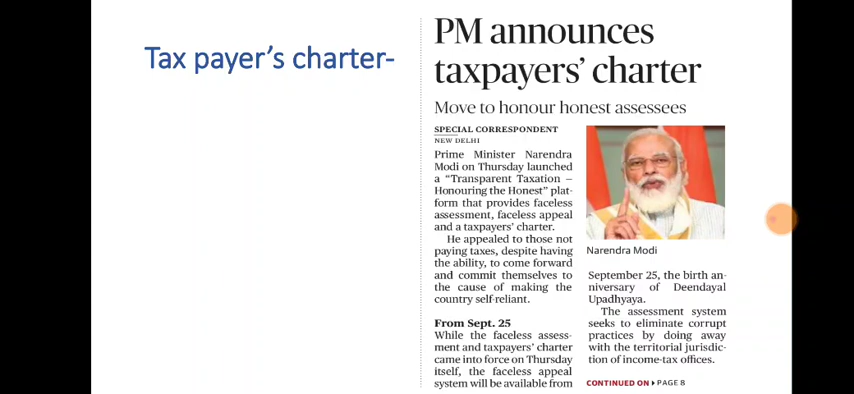 Tax payer's charter-
PM announces
taxpayers' charter
Move to honour honest assessees
SPECIAL CORRESPONDENT
NEW DELHI
Prime Minister Narendra
Modi on Thursday launched
a “Transparent Taxation –
Honouring the Honest” plat-
form that provides faceless
assessment, faceless appeal
and a taxpayers' charter.
He appealed to those not
paying taxes, despite having
the ability, to come forward
and commit themselves to
the cause of making the
country self-reliant.
From Sept. 25
While the faceless assess-
ment and taxpayers' charter
came into force on Thursday
itself, the faceless appeal
system will be available from
Narendra Modi
September 25, the birth an-
niversary of Deendayal
Upadhyaya.
The assessment system
seeks to eliminate corrupt
practices by doing away
with the territorial jurisdic-
tion of income-tax offices.
CONTINUED ON ▸ PAGE 8